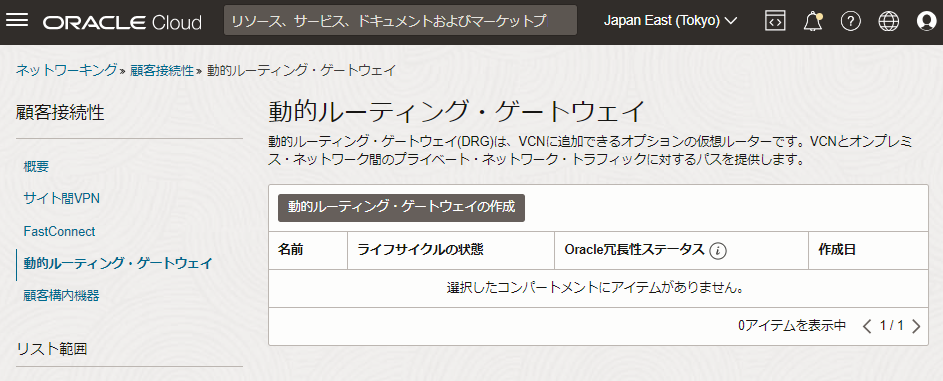 ORACLE Cloud
リソース、サービス、ドキュメントおよびマーケットプ
Japan East (Tokyo)
ネットワーキング » 顧客接続性 » 動的ルーティング・ゲートウェイ
顧客接続性
概要
サイト間VPN
FastConnect
動的ルーティング・ゲートウェイ
顧客構内機器
リスト範囲
動的ルーティング・ゲートウェイ
動的ルーティング・ゲートウェイ(DRG)は、VCNに追加できるオプションの仮想ルーターです。VCNとオンプレミ
ス・ネットワーク間のプライベート・ネットワーク・トラフィックに対するパスを提供します。
動的ルーティング・ゲートウェイの作成
名前 ライフサイクルの状態 Oracle冗長性ステータス 作成日
選択したコンパートメントにアイテムがありません。
0アイテムを表示中 1 / 1